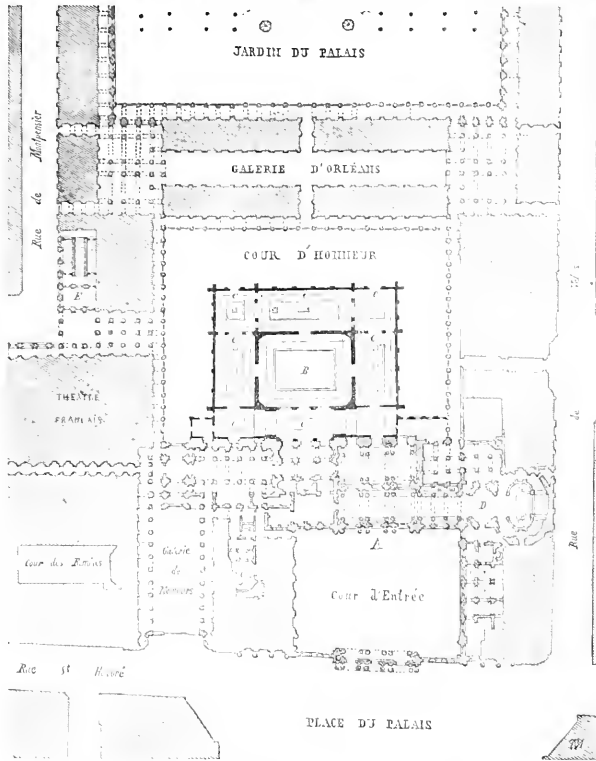 JARDIN DU PALAIS
Rue de Montpensier
GALERIE D'ORLÉANS
COUR D'HONNEUR
E
C C C
C C
B
THEATRE
FRANÇAIS
D
A
Cour des
Galerie
de
Nemours
Cour d'Entrée
Rue de
Rue St Honoré
PLACE DU PALAIS